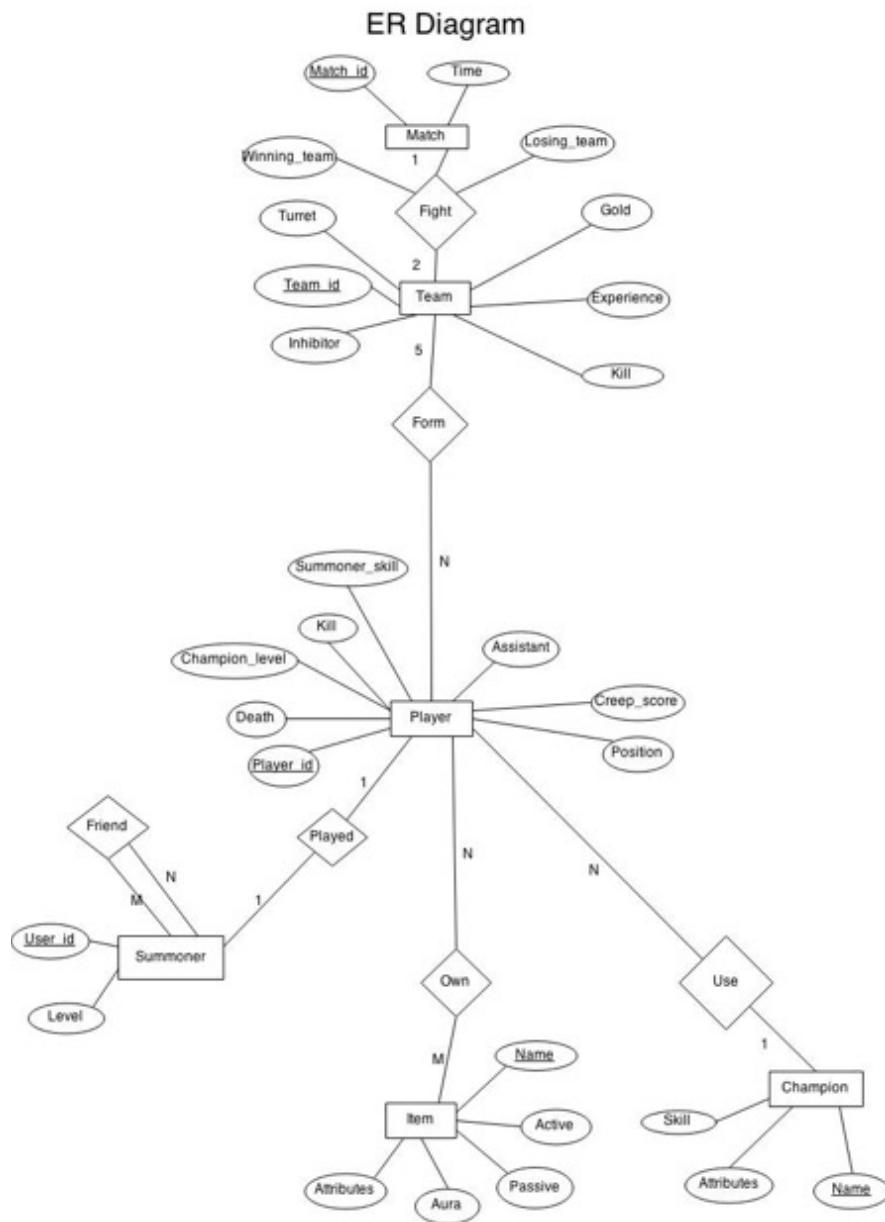 ER Diagram
Match_id
Time
Match
1
Winning_team
Losing_team
Fight
Turret
Gold
2
Team_id
Team
Experience
Inhibitor
5
Kill
Form
N
Summoner_skill
Kill
Assistant
Champion_level
Creep_score
Death
Player
Position
Player_id
1
Friend
Played
N
N
N
M
1
User_id
Summoner
Own
Use
Level
M
1
Name
Item
Champion
Skill
Active
Attributes
Aura
Passive
Attributes
Name